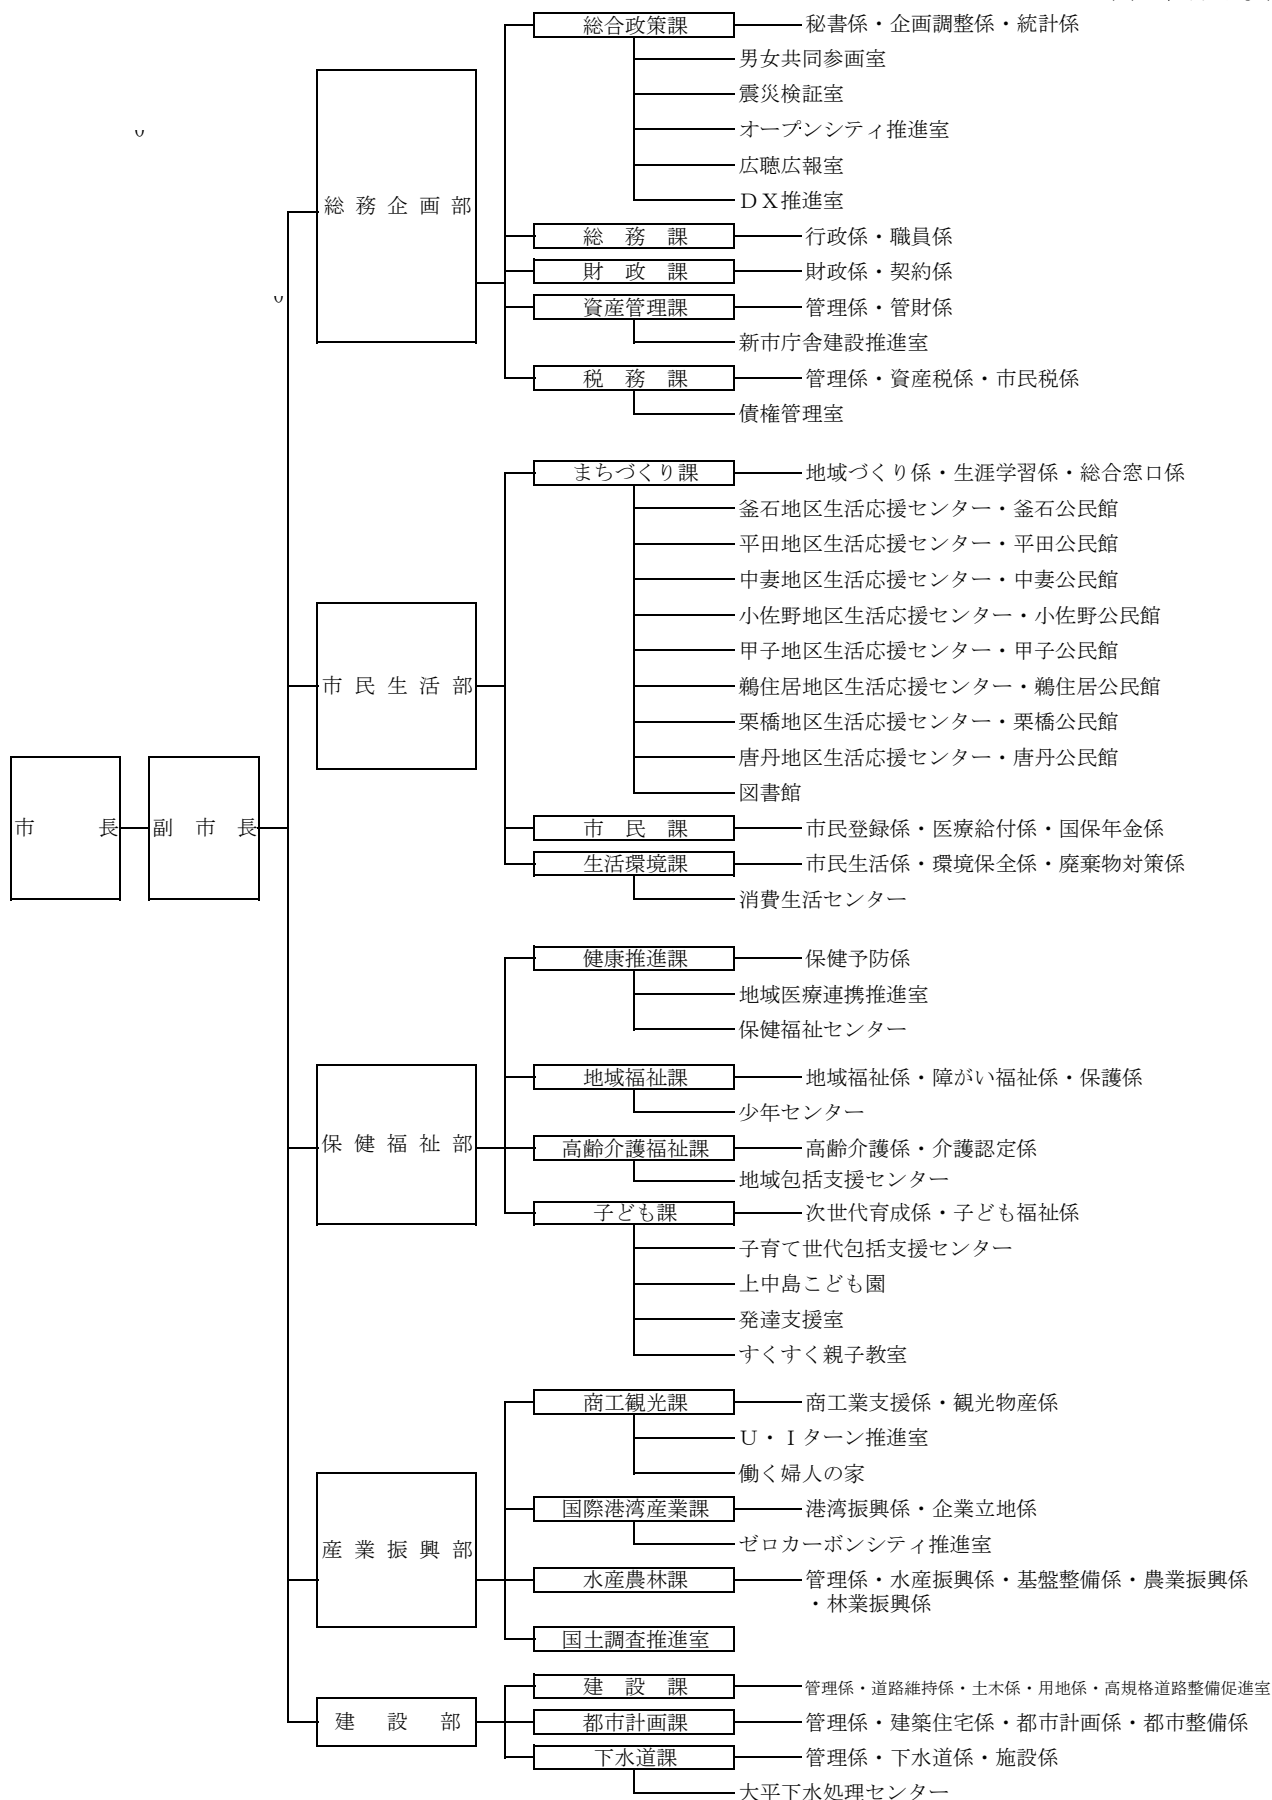 総合政策課 秘書係・企画調整係・統計係
男女共同参画室
震災検証室
オープンシティ推進室
広聴広報室
総務企画部 ＤＸ推進室
総務課 行政係・職員係
財政課 財政係・契約係
資産管理課 管理係・管財係
新市庁舎建設推進室
税務課 管理係・資産税係・市民税係
債権管理室
まちづくり課 地域づくり係・生涯学習係・総合窓口係
釜石地区生活応援センター・釜石公民館
平田地区生活応援センター・平田公民館
中妻地区生活応援センター・中妻公民館
小佐野地区生活応援センター・小佐野公民館
甲子地区生活応援センター・甲子公民館
市民生活部 鵜住居地区生活応援センター・鵜住居公民館
栗橋地区生活応援センター・栗橋公民館
唐丹地区生活応援センター・唐丹公民館
図書館
市長 副市長 市民課 市民登録係・医療給付係・国保年金係
生活環境課 市民生活係・環境保全係・廃棄物対策係
消費生活センター
健康推進課 保健予防係
地域医療連携推進室
保健福祉センター
地域福祉課 地域福祉係・障がい福祉係・保護係
少年センター
保健福祉部 高齢介護福祉課 高齢介護係・介護認定係
地域包括支援センター
子ども課 次世代育成係・子ども福祉係
子育て世代包括支援センター
上中島こども園
発達支援室
すくすく親子教室
商工観光課 商工業支援係・観光物産係
Ｕ・Ｉターン推進室
働く婦人の家
国際港湾産業課 港湾振興係・企業立地係
産業振興部 ゼロカーボンシティ推進室
水産農林課 管理係・水産振興係・基盤整備係・農業振興係
・林業振興係
国土調査推進室
建設課 管理係・道路維持係・土木係・用地係・高規格道路整備促進室
建設部 都市計画課 管理係・建築住宅係・都市計画係・都市整備係
下水道課 管理係・下水道係・施設係
大平下水処理センター